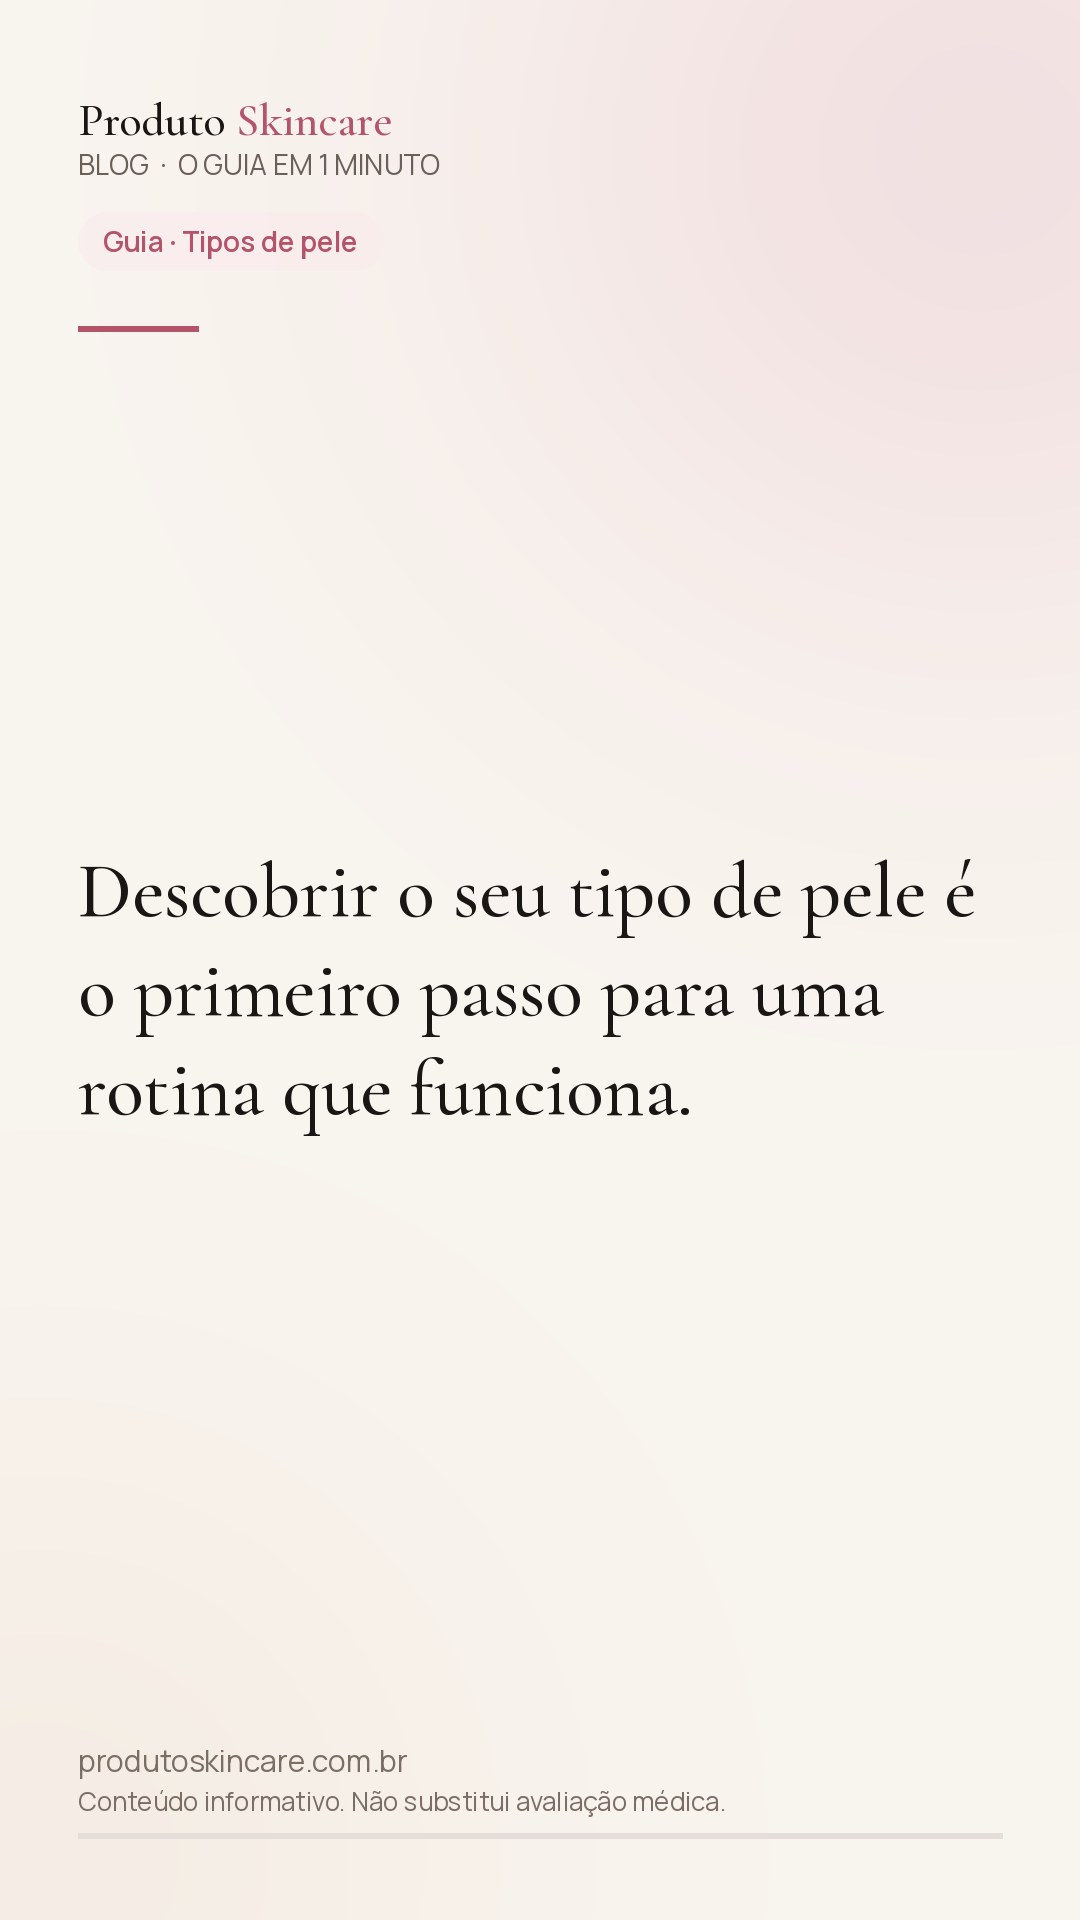 Produto Skincare
BLOG · O GUIA EM 1 MINUTO
Guia · Tipos de pele
Descobrir o seu tipo de pele é
o primeiro passo para uma
rotina que funciona.
produtoskincare.com.br
Conteúdo informativo. Não substitui avaliação médica.